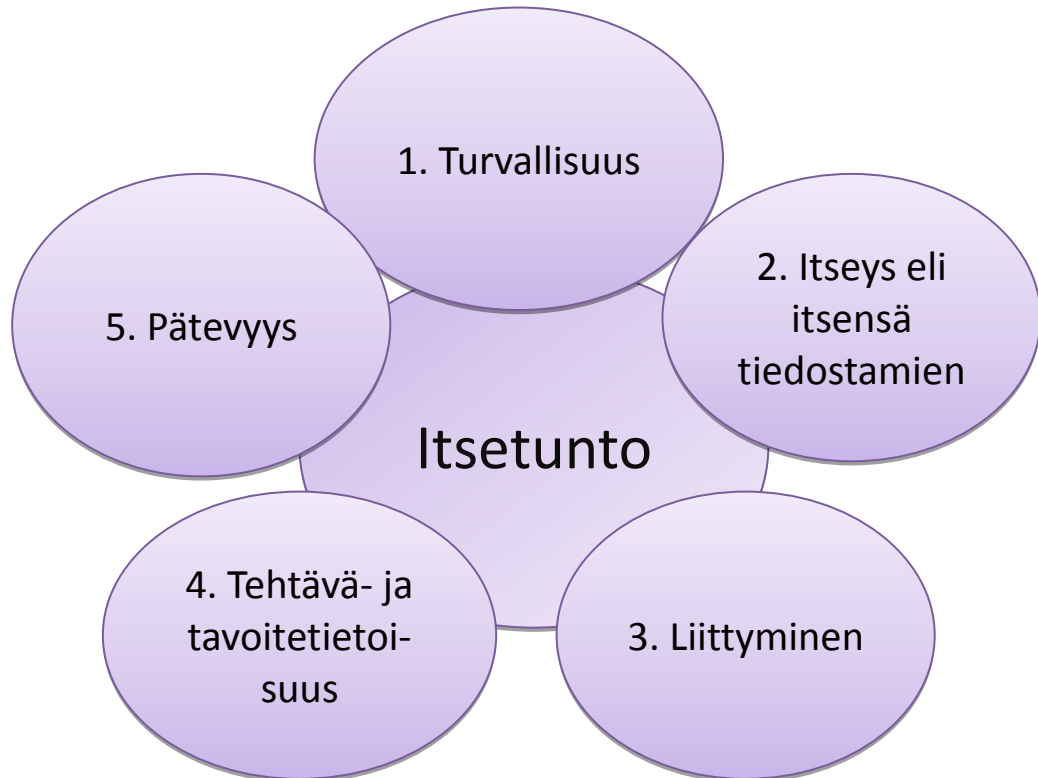 1. Turvallisuus
2. Itseys eli
itsensä
tiedostamien
3. Liittyminen
4. Tehtävä- ja
tavoitetietoi-
suus
5. Pätevyys
Itsetunto